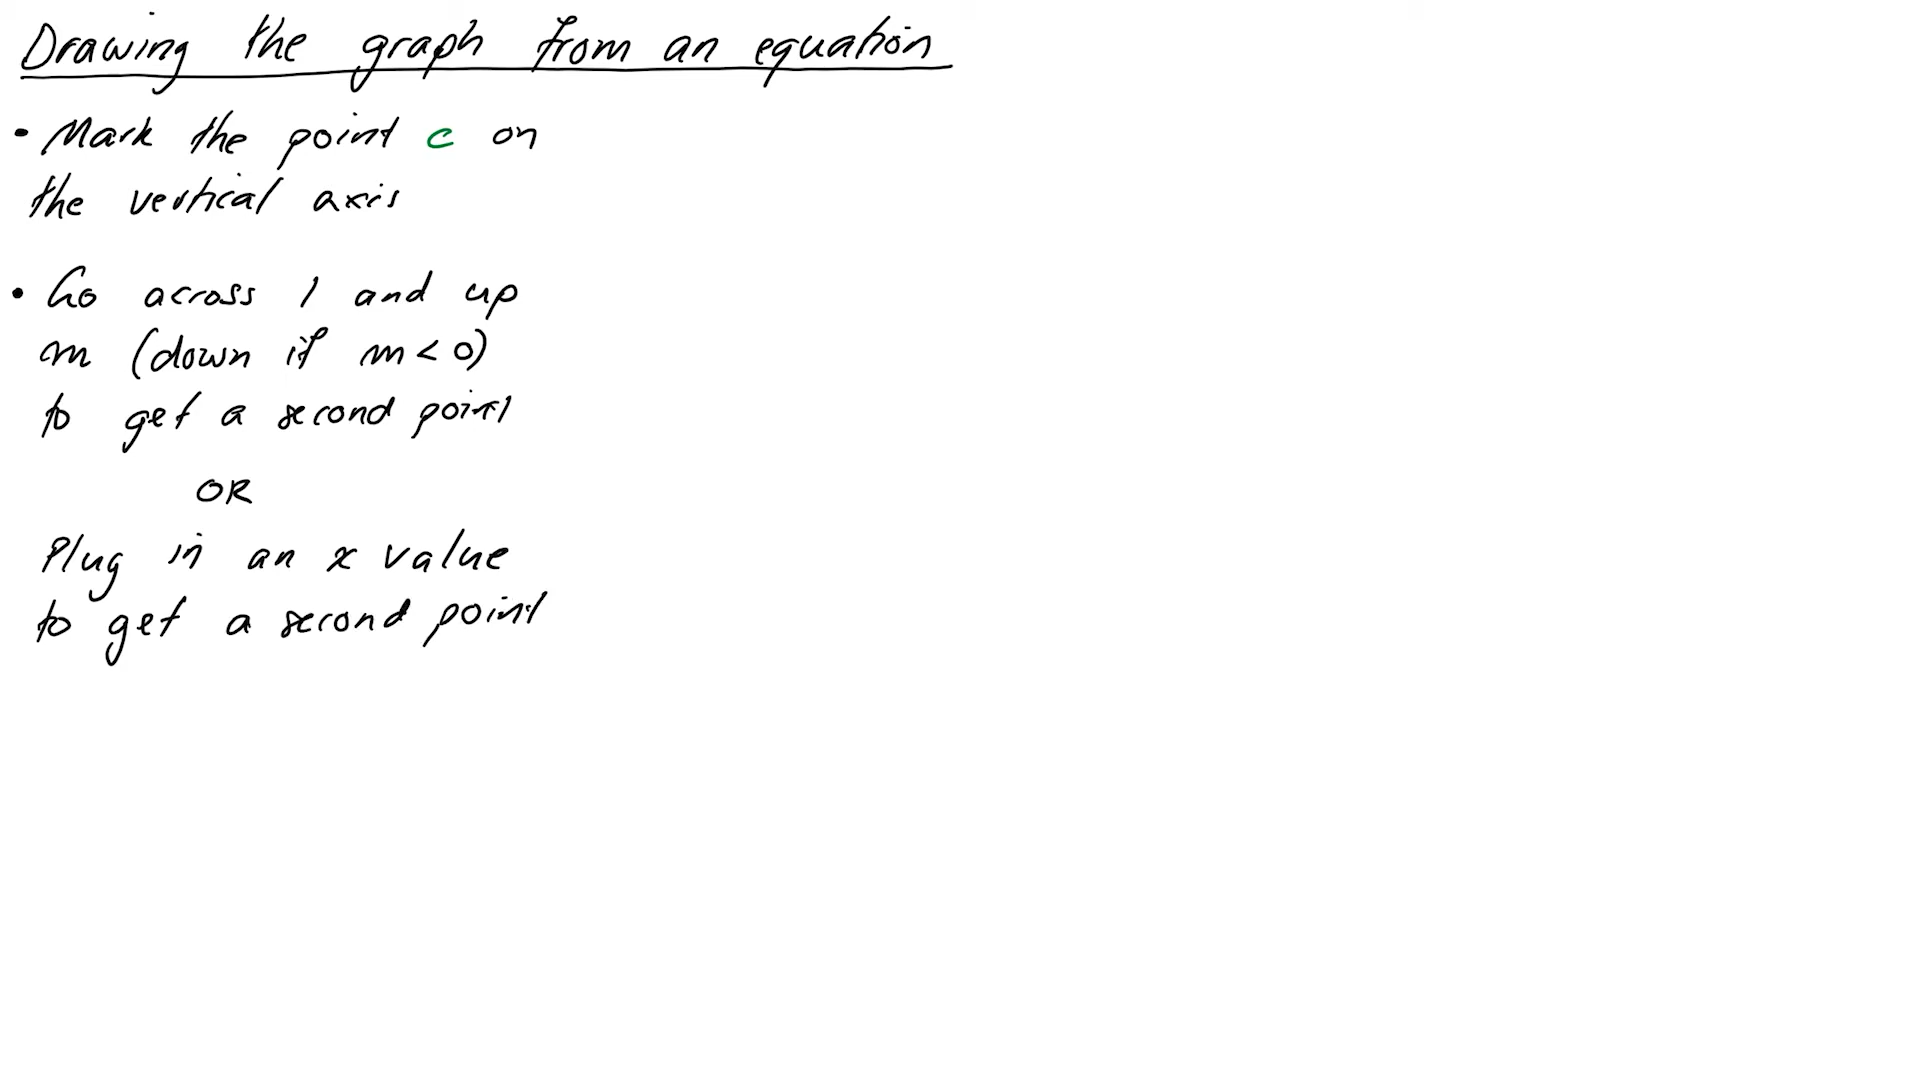 Drawing the graph from an equation
• Mark the point c on
the vertical axis
• Go across 1 and up
m (down if m < 0)
to get a second point
OR
Plug in an x value
to get a second point